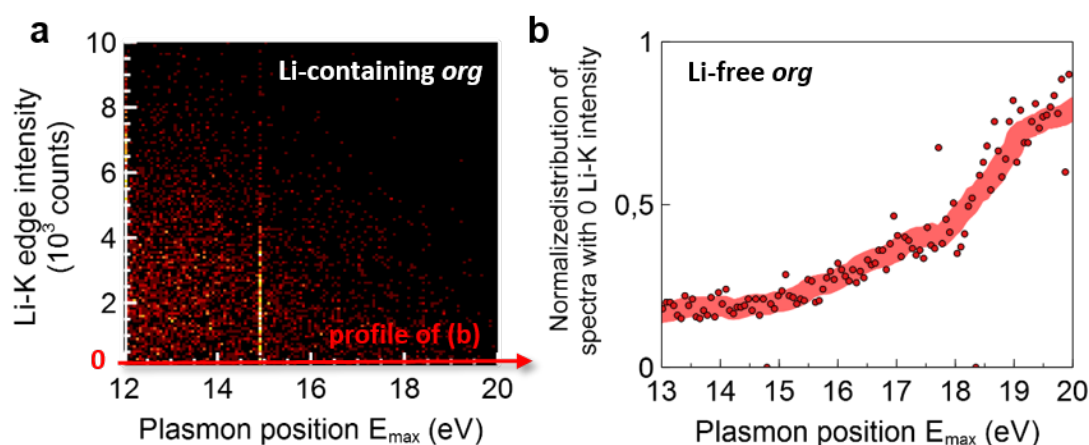 a
Li-K edge intensity
(10³ counts)
10
8
6
4
2
0
Li-containing org
profile of (b)
12 14 16 18 20
Plasmon position Emax (eV)
b
Normalizeddistribution of
spectra with 0 Li-K intensity
1
0,5
0
Li-free org
13 14 15 16 17 18 19 20
Plasmon position Emax (eV)